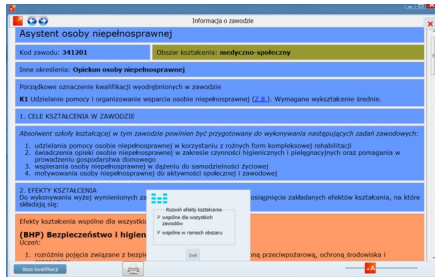 Informacja o zawodzie
Asystent osoby niepełnosprawnej
Kod zawodu: 341201
Obszar kształcenia: medyczno-społeczny
Inne określenia: Opiekun osoby niepełnosprawnej
Porządkowe oznaczenie kwalifikacji wyodrębnionych w zawodzie
K1 Udzielanie pomocy i organizowanie wsparcia osobie niepełnosprawnej (Z.8.). Wymagane wykształcenie średnie.
1. CELE KSZTAŁCENIA W ZAWODZIE
Absolwent szkoły kształcącej w tym zawodzie powinien być przygotowany do wykonywania następujących zadań zawodowych:
1. udzielania pomocy osobie niepełnosprawnej w korzystaniu z rożnych form kompleksowej rehabilitacji
2. świadczenia opieki osobie niepełnosprawnej w zakresie czynności higienicznych i pielęgnacyjnych oraz pomagania w
prowadzeniu gospodarstwa domowego
3. wspierania osoby niepełnosprawnej w dążeniu do samodzielności życiowej
4. motywowania osoby niepełnosprawnej do aktywności społecznej i zawodowej
2. EFEKTY KSZTAŁCENIA
Do wykonywania wyżej wymienionych za osiągnięcie zakładanych efektów kształcenia, na które
składają się:
Rozwiń efekty kształcenia
wspólne dla wszystkich
zawodów
wspólne w ramach obszaru
Zwiń
Efekty kształcenia wspólne dla wszystkic
(BHP) Bezpieczeństwo i higien
Uczeń:
1. rozróżnia pojęcia związane z bezpie ną przeciwpożarową, ochroną środowiska i
Baza kwalifikacji
A